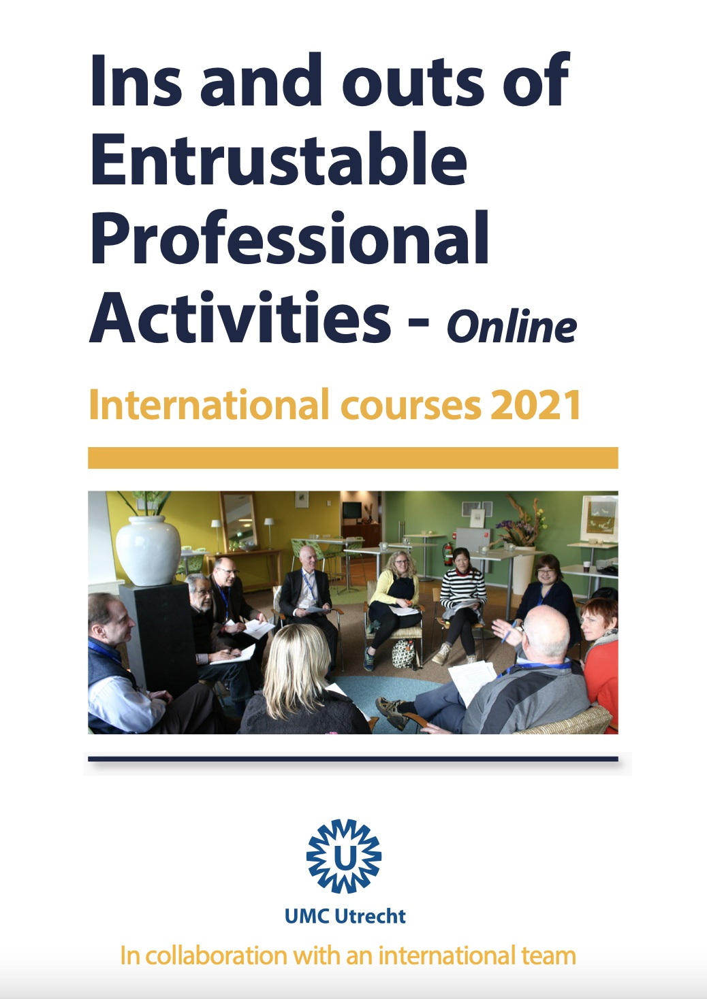 Ins and outs of
Entrustable
Professional
Activities - Online
International courses 2021
U
UMC Utrecht
In collaboration with an international team